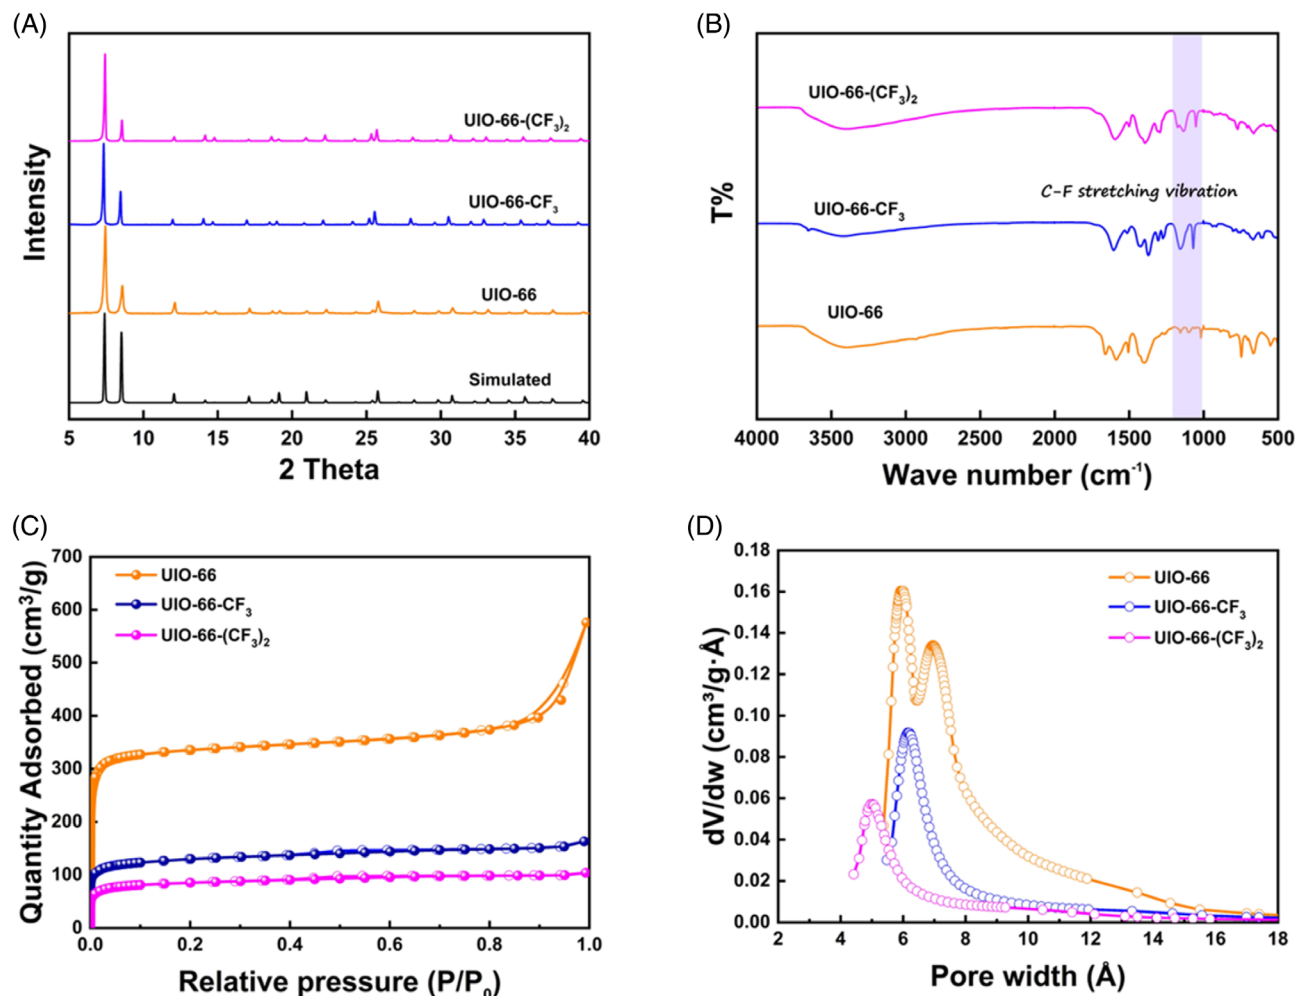 (A)
Intensity
UIO-66-(CF₃)₂
UIO-66-CF₃
UIO-66
Simulated
5 10 15 20 25 30 35 40
2 Theta
(B)
T%
UIO-66-(CF₃)₂
C-F stretching vibration
UIO-66-CF₃
UIO-66
4000 3500 3000 2500 2000 1500 1000 500
Wave number (cm⁻¹)
(C)
Quantity Adsorbed (cm³/g)
700
600
500
400
300
200
100
0
UIO-66
UIO-66-CF₃
UIO-66-(CF₃)₂
0.0 0.2 0.4 0.6 0.8 1.0
Relative pressure (P/P₀)
(D)
dV/dw (cm³/g·Å)
0.18
0.16
0.14
0.12
0.10
0.08
0.06
0.04
0.02
0.00
UIO-66
UIO-66-CF₃
UIO-66-(CF₃)₂
2 4 6 8 10 12 14 16 18
Pore width (Å)